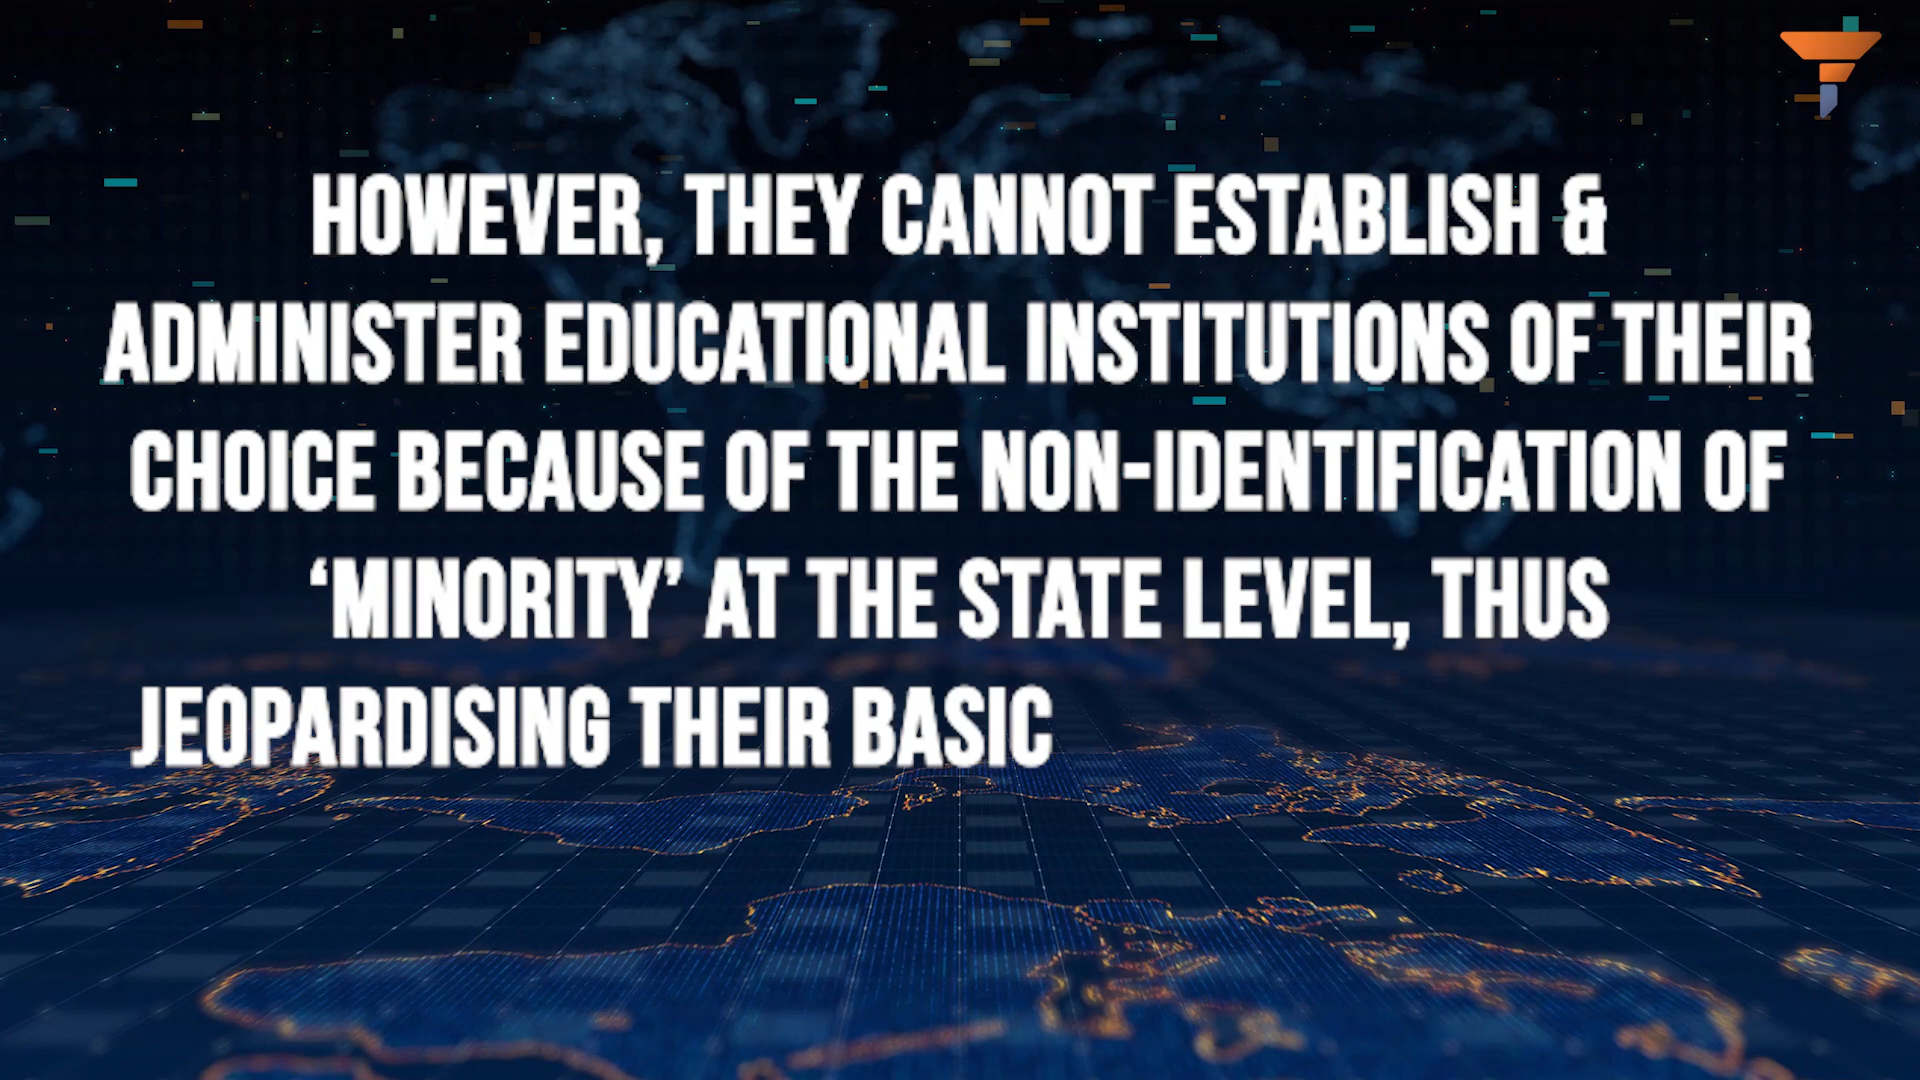 HOWEVER, THEY CANNOT ESTABLISH &
ADMINISTER EDUCATIONAL INSTITUTIONS OF THEIR
CHOICE BECAUSE OF THE NON-IDENTIFICATION OF
‘MINORITY’ AT THE STATE LEVEL, THUS
JEOPARDISING THEIR BASIC